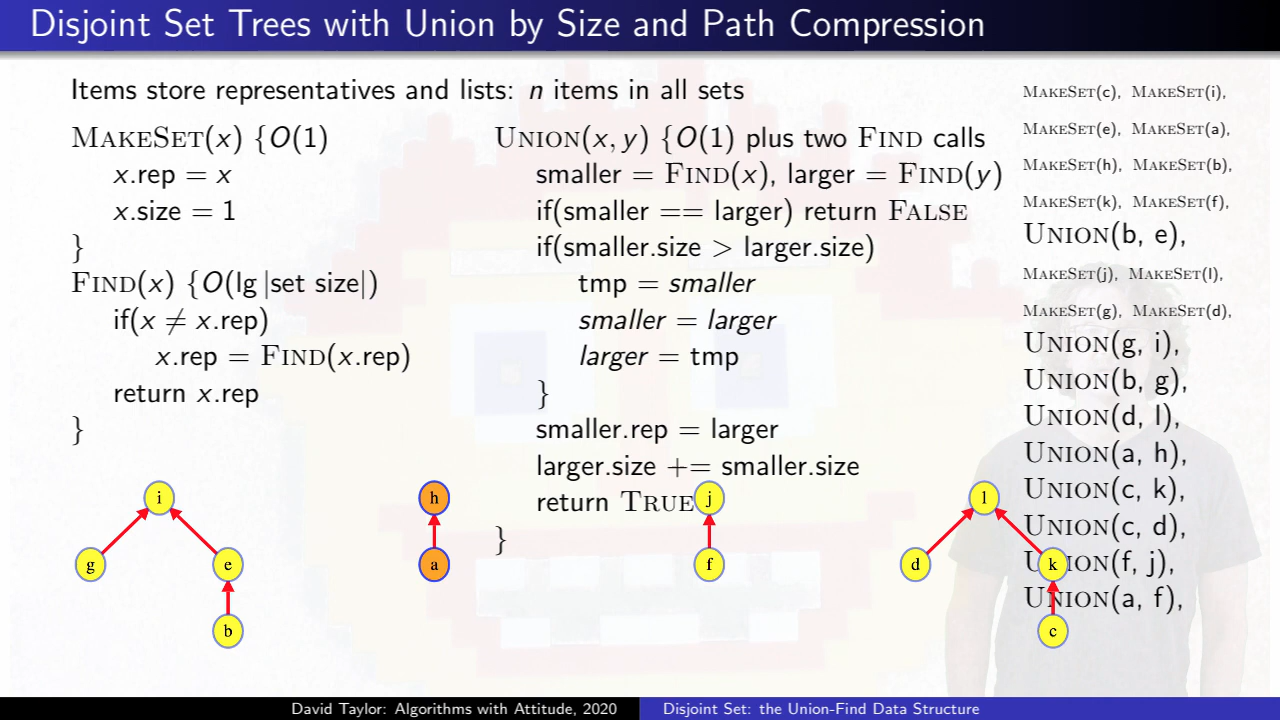 Disjoint Set Trees with Union by Size and Path Compression
Items store representatives and lists: n items in all sets
MakeSet(x) {O(1)
x.rep = x
x.size = 1
}
Find(x) {O(lg |set size|)
if(x ≠ x.rep)
x.rep = Find(x.rep)
return x.rep
}
Union(x, y) {O(1) plus two Find calls
smaller = Find(x), larger = Find(y)
if(smaller == larger) return False
if(smaller.size > larger.size)
tmp = smaller
smaller = larger
larger = tmp
}
smaller.rep = larger
larger.size += smaller.size
return True
}
MakeSet(c), MakeSet(i),
MakeSet(e), MakeSet(a),
MakeSet(h), MakeSet(b),
MakeSet(k), MakeSet(f),
Union(b, e),
MakeSet(j), MakeSet(l),
MakeSet(g), MakeSet(d),
Union(g, i),
Union(b, g),
Union(d, l),
Union(a, h),
Union(c, k),
Union(c, d),
Union(f, j),
Union(a, f),
i h j l
g e a f d k
b c
David Taylor: Algorithms with Attitude, 2020 Disjoint Set: the Union-Find Data Structure